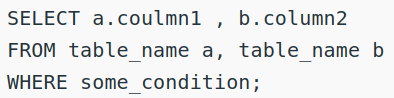 SELECT a.coulmn1 , b.column2
FROM table_name a, table_name b
WHERE some_condition;